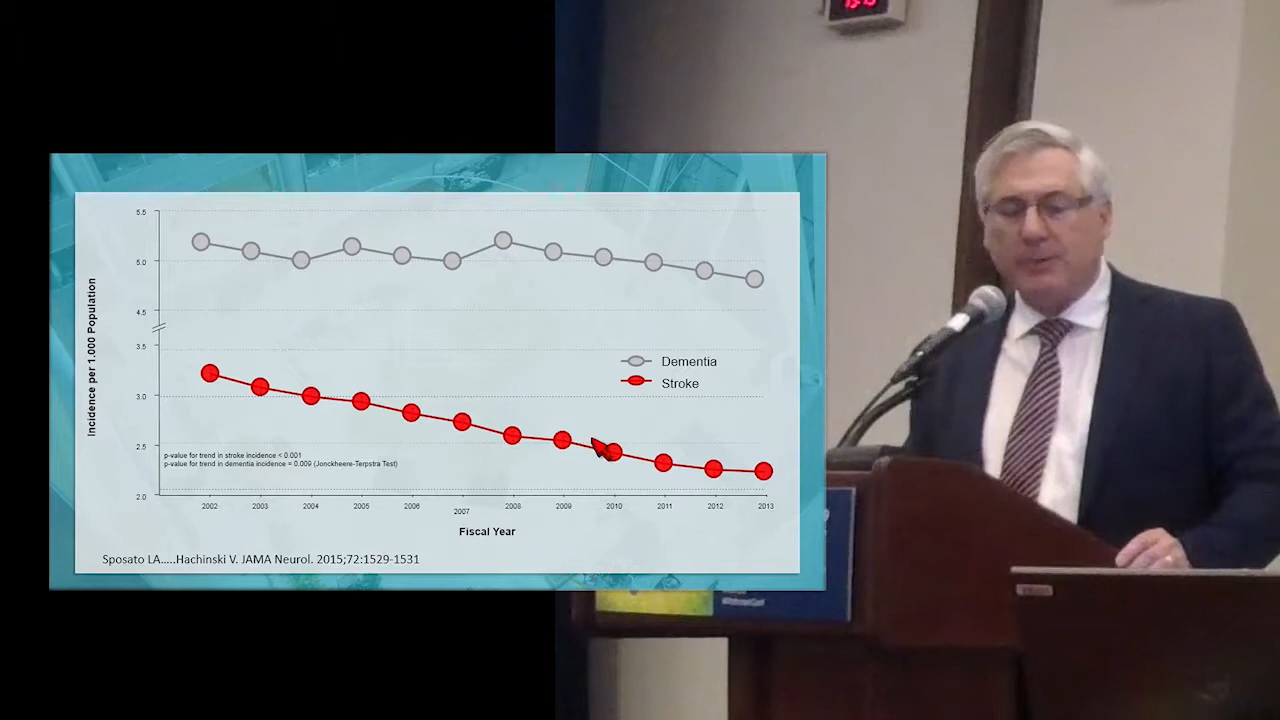 5.5
5.0
4.5
3.5
3.0
2.5
2.0
Incidence per 1.000 Population
Dementia
Stroke
p-value for trend in stroke incidence < 0.001
p-value for trend in dementia incidence = 0.009 (Jonckheere-Terpstra Test)
2002 2003 2004 2005 2006 2007 2008 2009 2010 2011 2012 2013
Fiscal Year
Sposato LA.....Hachinski V. JAMA Neurol. 2015;72:1529-1531